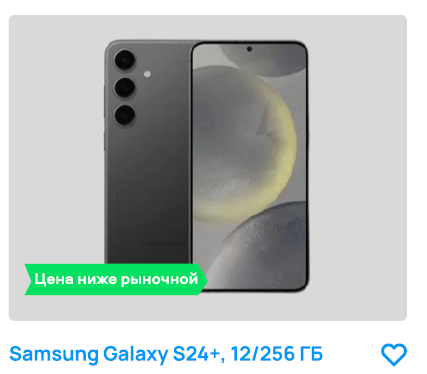 Цена ниже рыночной
Samsung Galaxy S24+, 12/256 ГБ